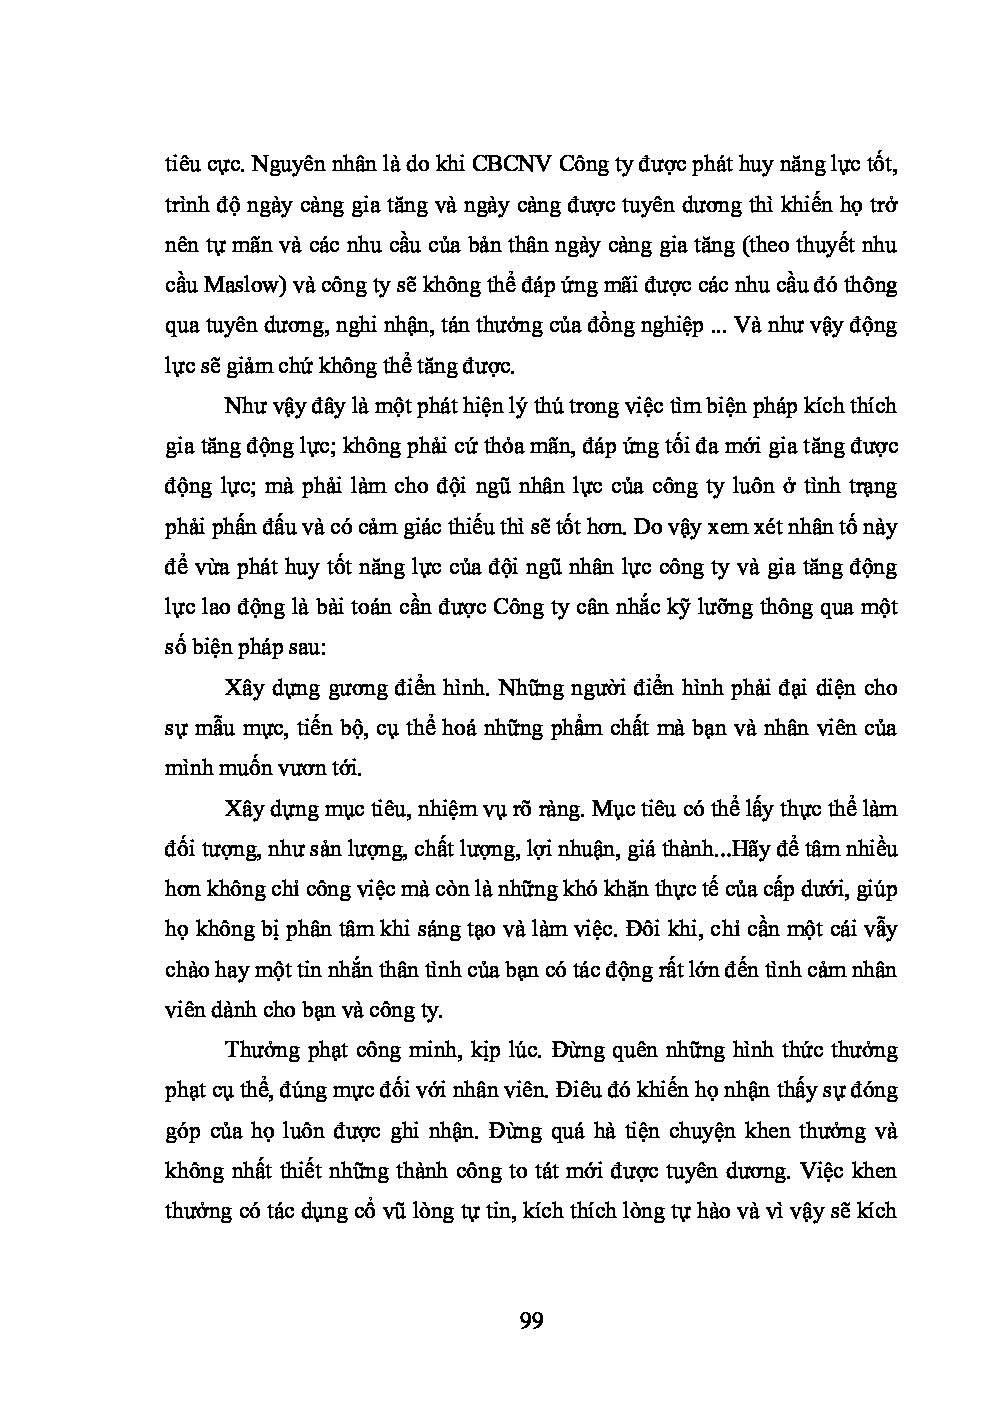 tiêu cực. Nguyên nhân là do khi CBCNV Công ty được phát huy năng lực tốt,
trình độ ngày càng gia tăng và ngày càng được tuyên dương thì khiến họ trở
nên tự mãn và các nhu cầu của bản thân ngày càng gia tăng (theo thuyết nhu
cầu Maslow) và công ty sẽ không thể đáp ứng mãi được các nhu cầu đó thông
qua tuyên dương, nghi nhận, tán thưởng của đồng nghiệp ... Và như vậy động
lực sẽ giảm chứ không thể tăng được.
Như vậy đây là một phát hiện lý thú trong việc tìm biện pháp kích thích
gia tăng động lực; không phải cứ thỏa mãn, đáp ứng tối đa mới gia tăng được
động lực; mà phải làm cho đội ngũ nhân lực của công ty luôn ở tình trạng
phải phấn đấu và có cảm giác thiếu thì sẽ tốt hơn. Do vậy xem xét nhân tố này
để vừa phát huy tốt năng lực của đội ngũ nhân lực công ty và gia tăng động
lực lao động là bài toán cần được Công ty cân nhắc kỹ lưỡng thông qua một
số biện pháp sau:
Xây dựng gương điển hình. Những người điển hình phải đại diện cho
sự mẫu mực, tiến bộ, cụ thể hoá những phẩm chất mà bạn và nhân viên của
mình muốn vươn tới.
Xây dựng mục tiêu, nhiệm vụ rõ ràng. Mục tiêu có thể lấy thực thể làm
đối tượng, như sản lượng, chất lượng, lợi nhuận, giá thành...Hãy để tâm nhiều
hơn không chỉ công việc mà còn là những khó khăn thực tế của cấp dưới, giúp
họ không bị phân tâm khi sáng tạo và làm việc. Đôi khi, chỉ cần một cái vẫy
chào hay một tin nhắn thân tình của bạn có tác động rất lớn đến tình cảm nhân
viên dành cho bạn và công ty.
Thưởng phạt công minh, kịp lúc. Đừng quên những hình thức thưởng
phạt cụ thể, đúng mực đối với nhân viên. Điêu đó khiến họ nhận thấy sự đóng
góp của họ luôn được ghi nhận. Đừng quá hà tiện chuyện khen thưởng và
không nhất thiết những thành công to tát mới được tuyên dương. Việc khen
thưởng có tác dụng cổ vũ lòng tự tin, kích thích lòng tự hào và vì vậy sẽ kích
99